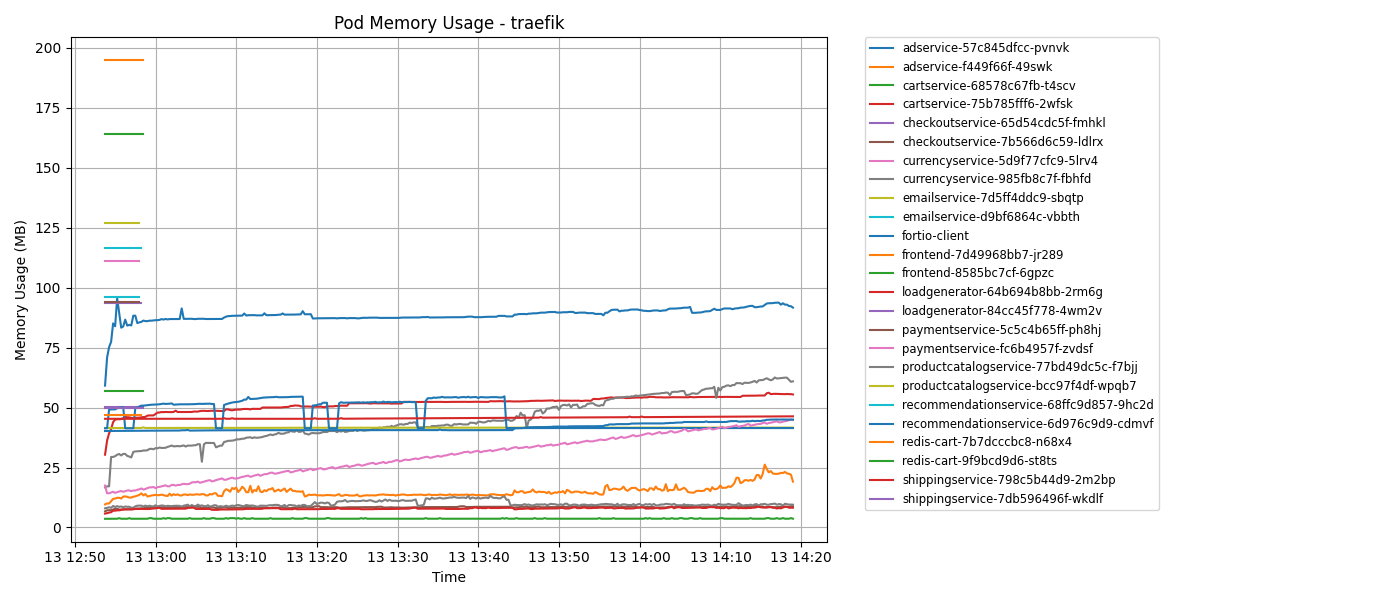 Pod Memory Usage - traefik
Memory Usage (MB)
200
175
150
125
100
75
50
25
0
13 12:50
13 13:00
13 13:10
13 13:20
13 13:30
13 13:40
13 13:50
13 14:00
13 14:10
13 14:20
Time
adservice-57c845dfcc-pvnvk
adservice-f449f66f-49swk
cartservice-68578c67fb-t4scv
cartservice-75b785fff6-2wfsk
checkoutservice-65d54cdc5f-fmhkl
checkoutservice-7b566d6c59-ldlrx
currencyservice-5d9f77cfc9-5lrv4
currencyservice-985fb8c7f-fbhfd
emailservice-7d5ff4ddc9-sbqtp
emailservice-d9bf6864c-vbbth
fortio-client
frontend-7d49968bb7-jr289
frontend-8585bc7cf-6gpzc
loadgenerator-64b694b8bb-2rm6g
loadgenerator-84cc45f778-4wm2v
paymentservice-5c5c4b65ff-ph8hj
paymentservice-fc6b4957f-zvdsf
productcatalogservice-77bd49dc5c-f7bjj
productcatalogservice-bcc97f4df-wpqb7
recommendationservice-68ffc9d857-9hc2d
recommendationservice-6d976c9d9-cdmvf
redis-cart-7b7dcccbc8-n68x4
redis-cart-9f9bcd9d6-st8ts
shippingservice-798c5b44d9-2m2bp
shippingservice-7db596496f-wkdlf